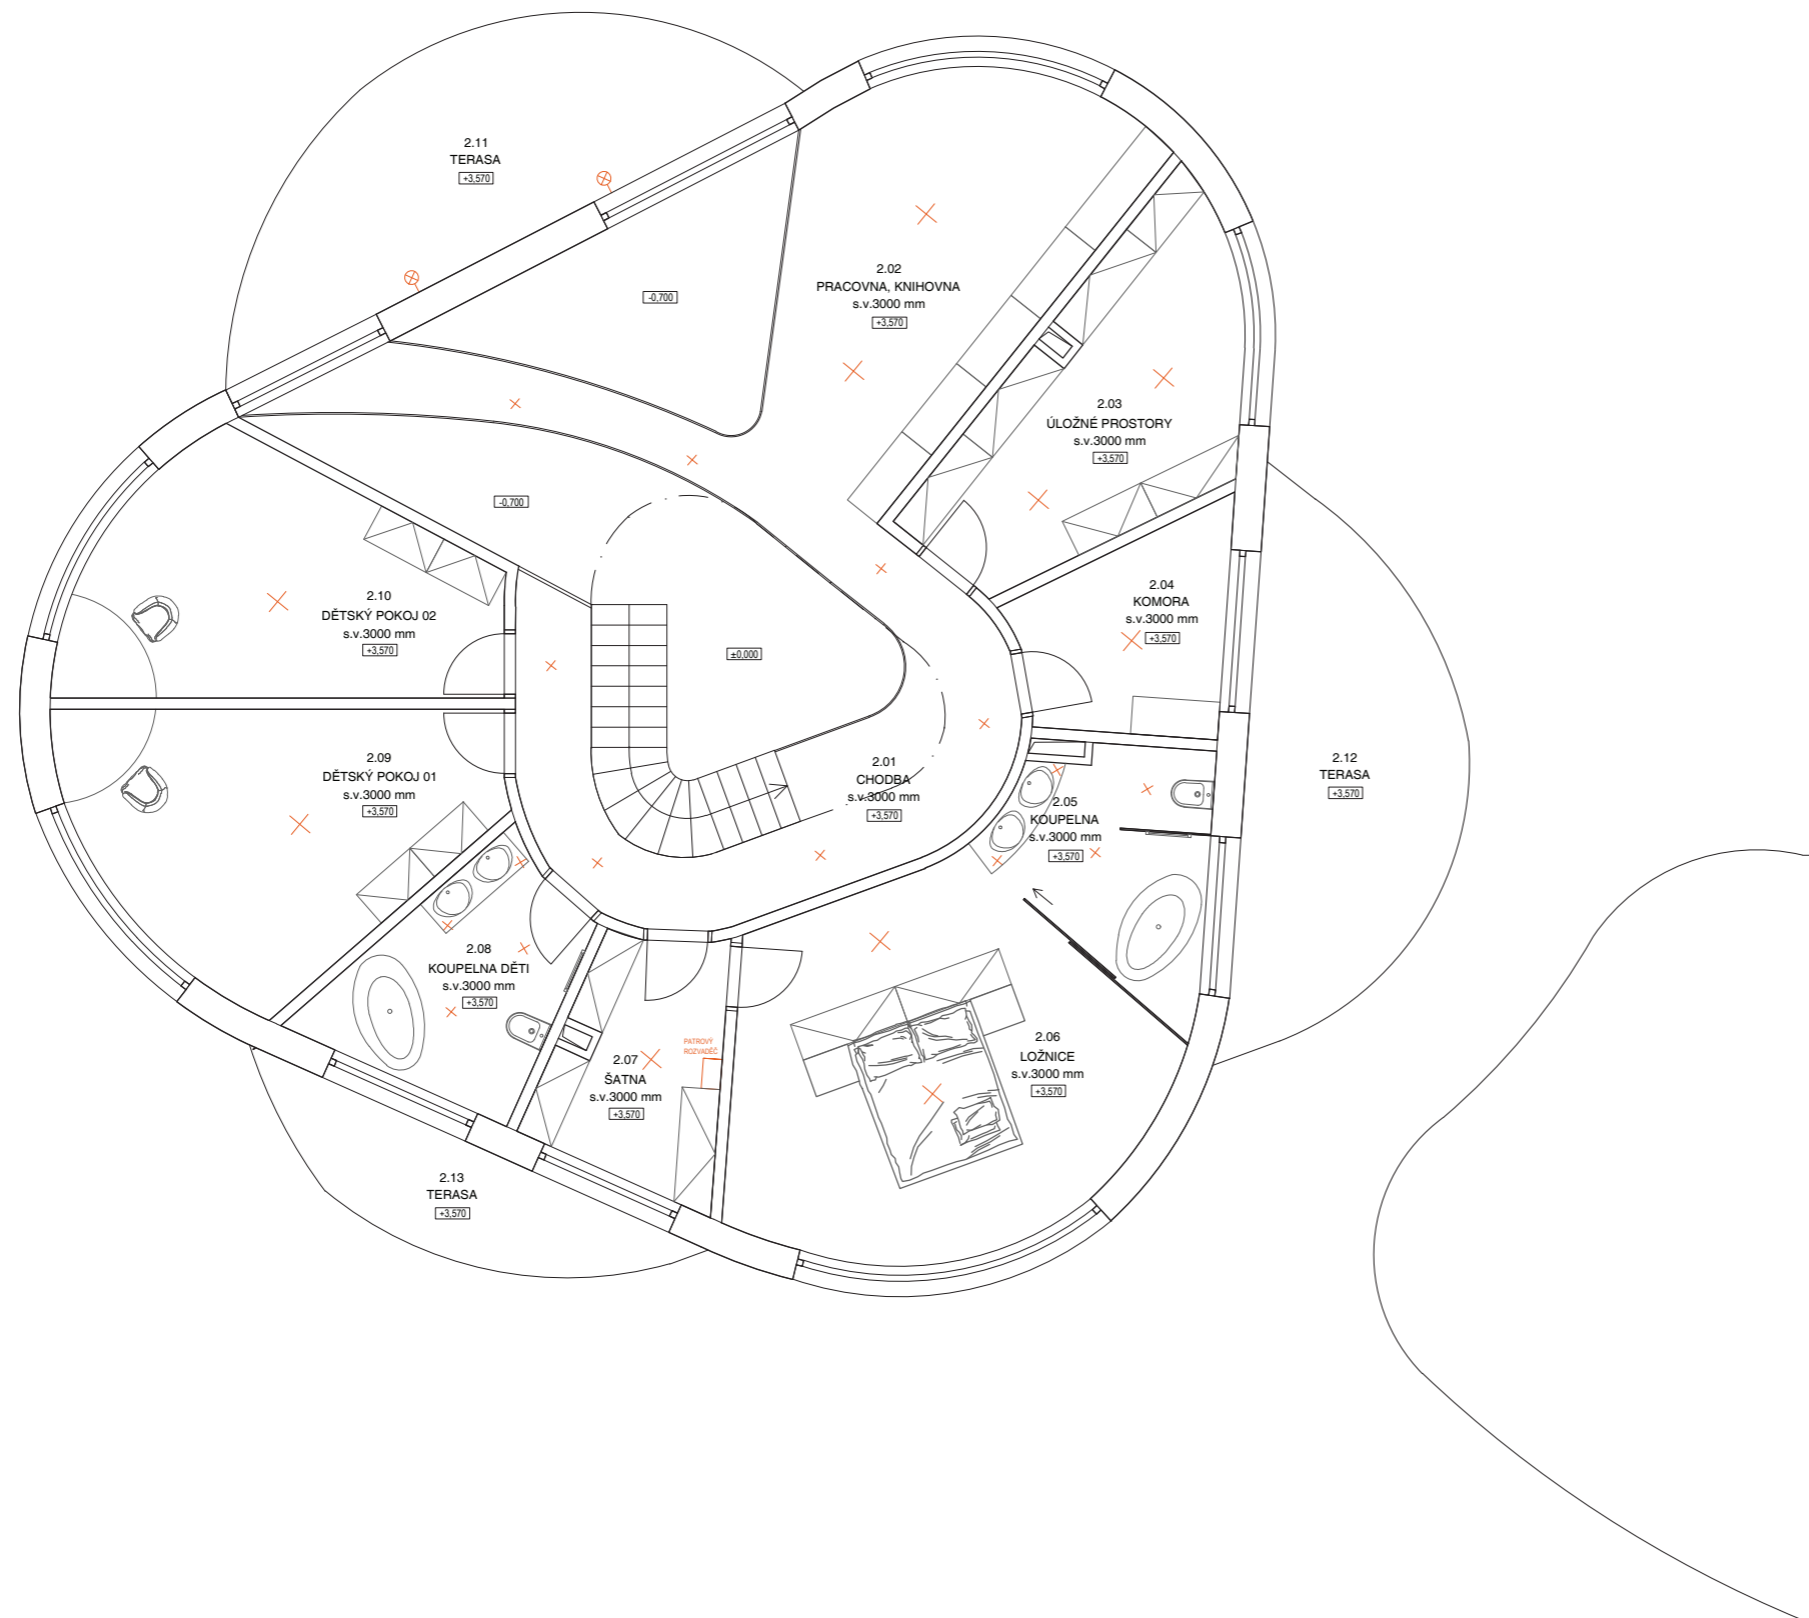 2.11
TERASA
+3,570
-0,700
2.02
PRACOVNA, KNIHOVNA
s.v.3000 mm
+3,570
2.03
ÚLOŽNÉ PROSTORY
s.v.3000 mm
+3,570
-0,700
2.04
KOMORA
s.v.3000 mm
+3,570
2.10
DĚTSKÝ POKOJ 02
s.v.3000 mm
+3,570
±0,000
2.09
DĚTSKÝ POKOJ 01
s.v.3000 mm
+3,570
2.01
CHODBA
s.v.3000 mm
+3,570
2.05
KOUPELNA
s.v.3000 mm
+3,570
2.12
TERASA
+3,570
2.08
KOUPELNA DĚTI
s.v.3000 mm
+3,570
PATROVÝ
ROZVADĚČ
2.07
ŠATNA
s.v.3000 mm
+3,570
2.06
LOŽNICE
s.v.3000 mm
+3,570
2.13
TERASA
+3,570